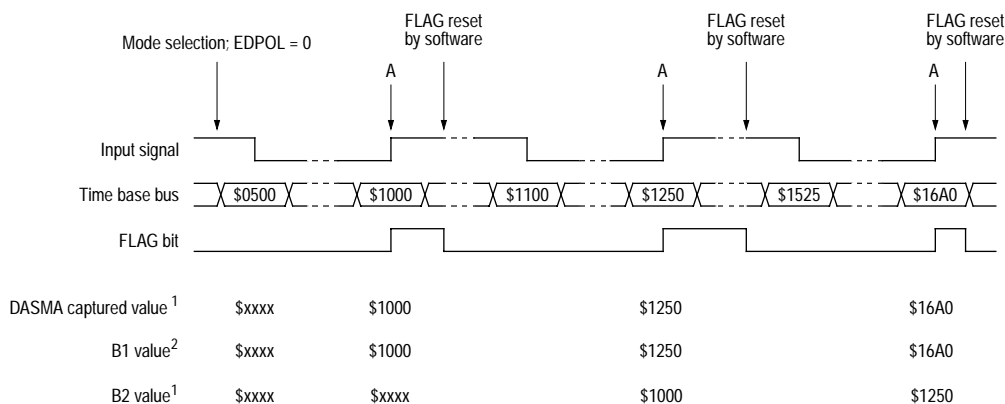 FLAG reset
by software
FLAG reset
by software
FLAG reset
by software
Mode selection; EDPOL = 0
A
A
A
Input signal
Time base bus $0500 $1000 $1100 $1250 $1525 $16A0
FLAG bit
DASMA captured value 1 $xxxx $1000 $1250 $16A0
B1 value2 $xxxx $1000 $1250 $16A0
B2 value1 $xxxx $xxxx $1000 $1250